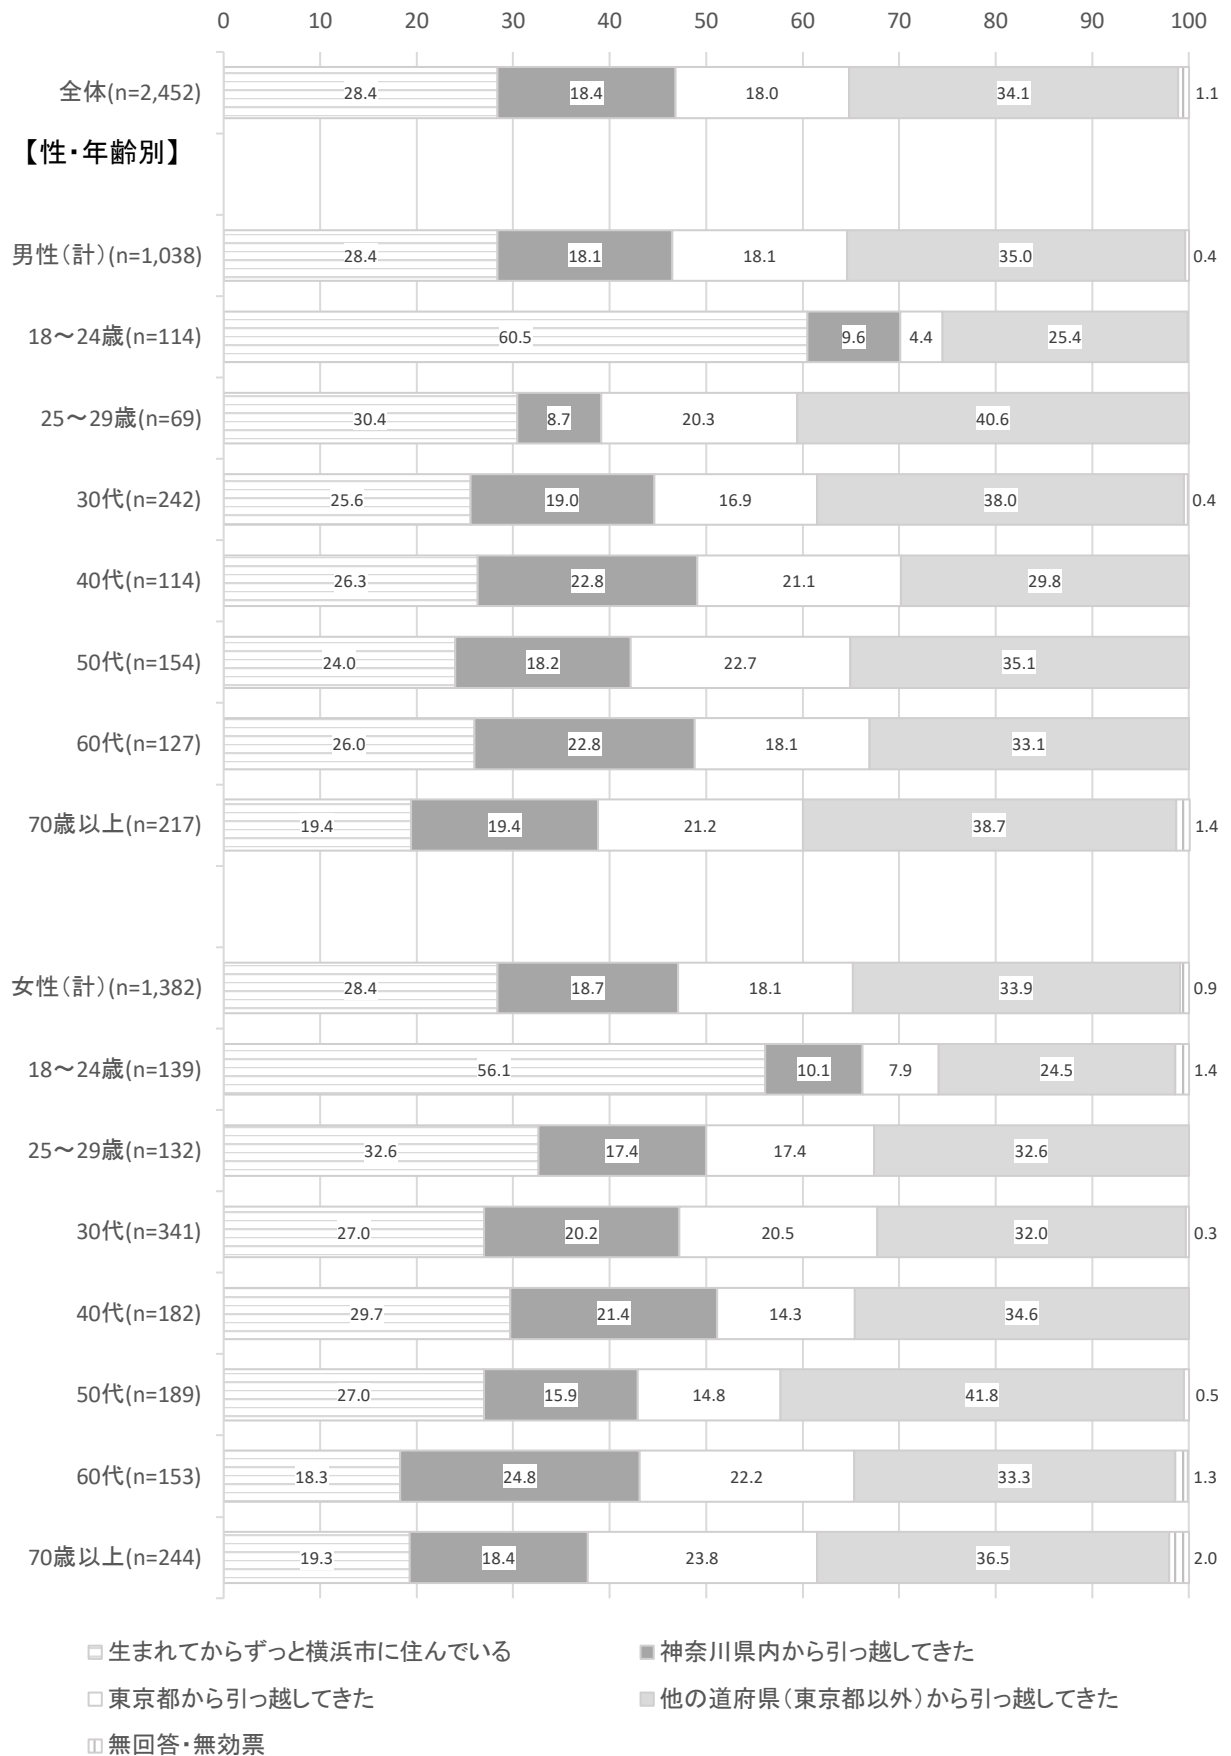 0 10 20 30 40 50 60 70 80 90 100
全体(n=2,452) 28.4 18.4 18.0 34.1 1.1
【性・年齢別】
男性（計）(n=1,038) 28.4 18.1 18.1 35.0 0.4
18～24歳(n=114) 60.5 9.6 4.4 25.4
25～29歳(n=69) 30.4 8.7 20.3 40.6
30代(n=242) 25.6 19.0 16.9 38.0 0.4
40代(n=114) 26.3 22.8 21.1 29.8
50代(n=154) 24.0 18.2 22.7 35.1
60代(n=127) 26.0 22.8 18.1 33.1
70歳以上(n=217) 19.4 19.4 21.2 38.7 1.4
女性（計）(n=1,382) 28.4 18.7 18.1 33.9 0.9
18～24歳(n=139) 56.1 10.1 7.9 24.5 1.4
25～29歳(n=132) 32.6 17.4 17.4 32.6
30代(n=341) 27.0 20.2 20.5 32.0 0.3
40代(n=182) 29.7 21.4 14.3 34.6
50代(n=189) 27.0 15.9 14.8 41.8 0.5
60代(n=153) 18.3 24.8 22.2 33.3 1.3
70歳以上(n=244) 19.3 18.4 23.8 36.5 2.0
生まれてからずっと横浜市に住んでいる 神奈川県内から引っ越してきた
東京都から引っ越してきた 他の道府県（東京都以外）から引っ越してきた
無回答・無効票